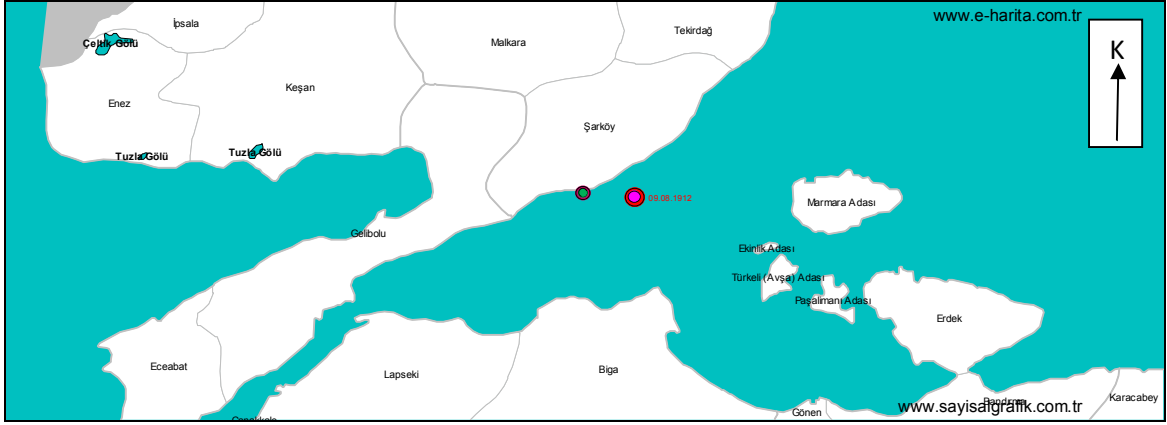 www.e-harita.com.tr
İpsala
Tekirdağ
Çeltik Gölü
Malkara
K
Keşan
Enez
Şarköy
Tuzla Gölü
Tuzla Gölü
09.08.1912
Marmara Adası
Gelibolu
Ekinlik Adası
Türkeli (Avşa) Adası
Paşalimanı Adası
Erdek
Eceabat
Lapseki
Biga
Karacabey
Bandırma
www.sayisalgrafik.com.tr
Gönen
Çanakkale